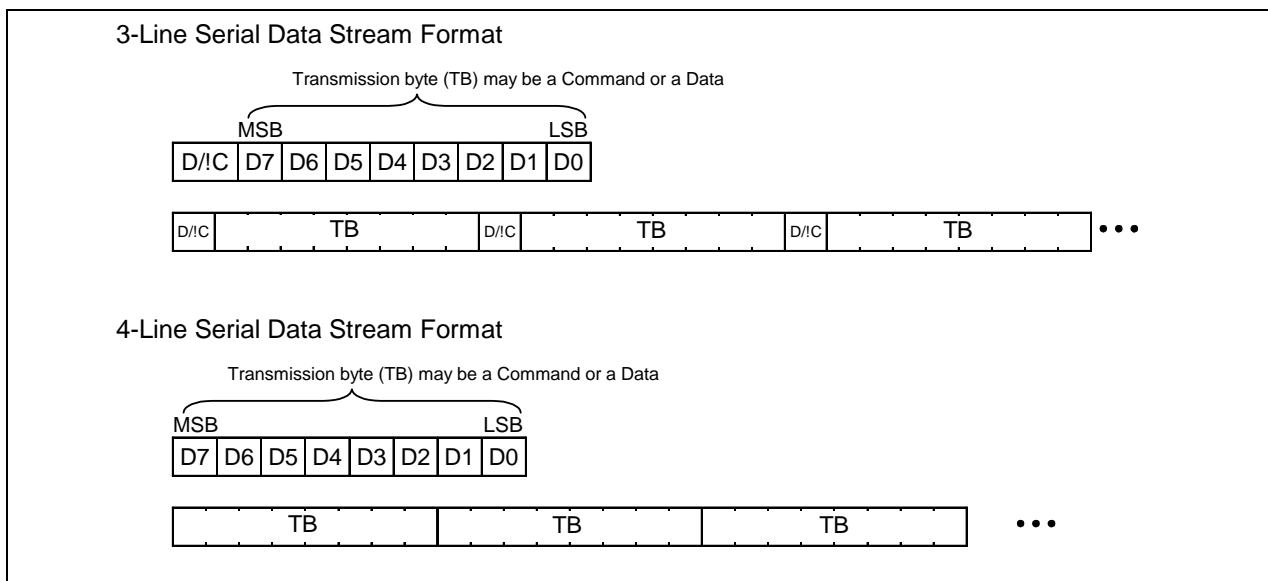 3-Line Serial Data Stream Format
Transmission byte (TB) may be a Command or a Data
MSB LSB
D/!C D7 D6 D5 D4 D3 D2 D1 D0
D/!C TB D/!C TB D/!C TB •••
4-Line Serial Data Stream Format
Transmission byte (TB) may be a Command or a Data
MSB LSB
D7 D6 D5 D4 D3 D2 D1 D0
TB TB TB •••